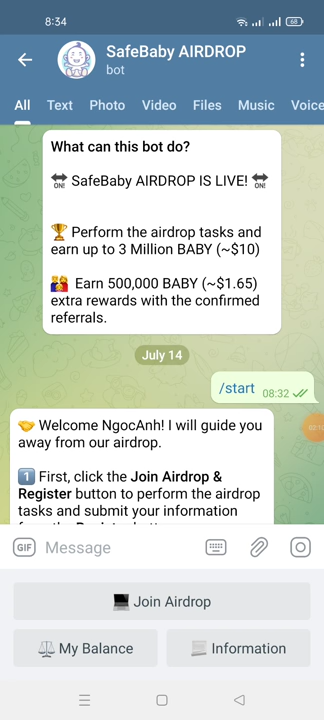 8:34
68
SafeBaby AIRDROP
bot
All Text Photo Video Files Music Voice
What can this bot do?
🔛 SafeBaby AIRDROP IS LIVE! 🔛
🏆 Perform the airdrop tasks and
earn up to 3 Million BABY (~$10)
👫 Earn 500,000 BABY (~$1.65)
extra rewards with the confirmed
referrals.
July 14
/start 08:32
🤝 Welcome NgocAnh! I will guide you
away from our airdrop.
1️⃣ First, click the Join Airdrop &
Register button to perform the airdrop
tasks and submit your information
GIF Message
💻 Join Airdrop
⚖️ My Balance 📃 Information